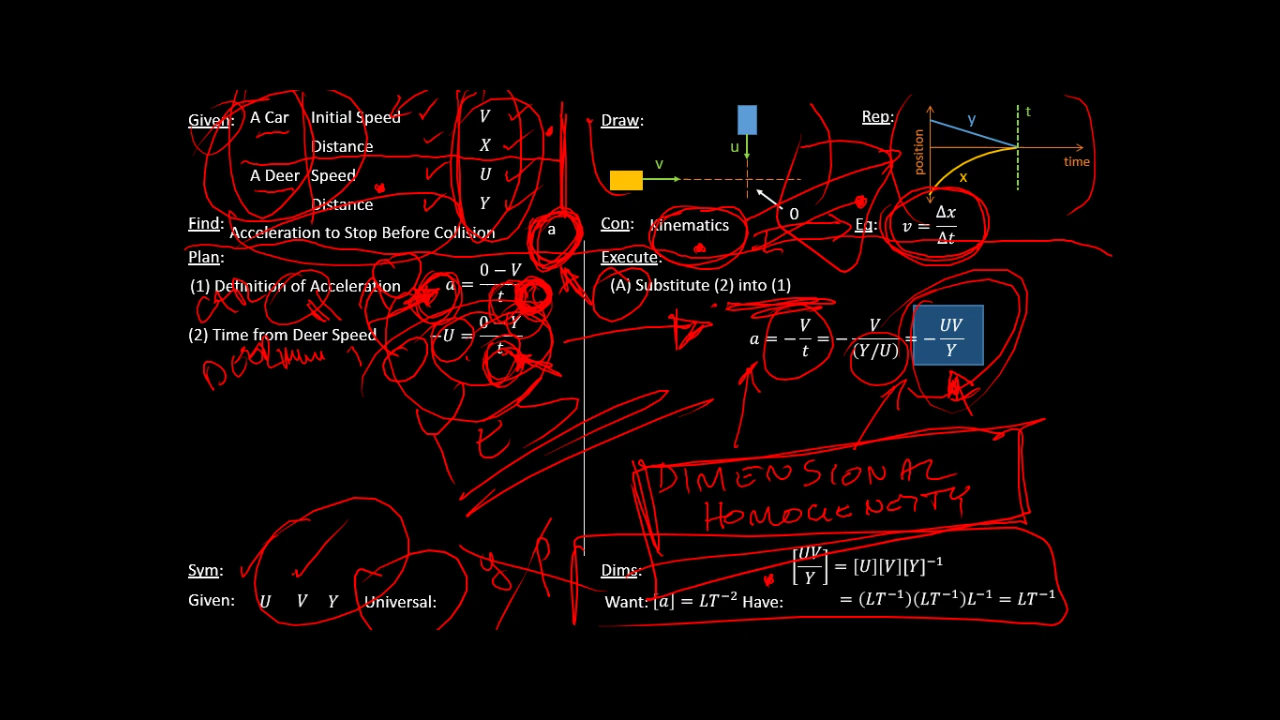 Given: A Car Initial Speed V
Distance X
A Deer Speed U
Distance Y
Find: Acceleration to Stop Before Collision a
Plan:
(1) Definition of Acceleration a = (0 − V)/t
(2) Time from Deer Speed −U = (0 − Y)/t
t
Sym:
Given: U V Y Universal:
Draw:
v
u
0
Rep:
position
y
x
t
time
Con: Kinematics
Eq: v = Δx/Δt
Execute:
(A) Substitute (2) into (1)
a = −V/t = −V/(Y/U) = −UV/Y
DIMENSIONAL
HOMOGENEITY
Dims: [UV/Y] = [U][V][Y]⁻¹
Want: [a] = LT⁻² Have: = (LT⁻¹)(LT⁻¹)L⁻¹ = LT⁻¹